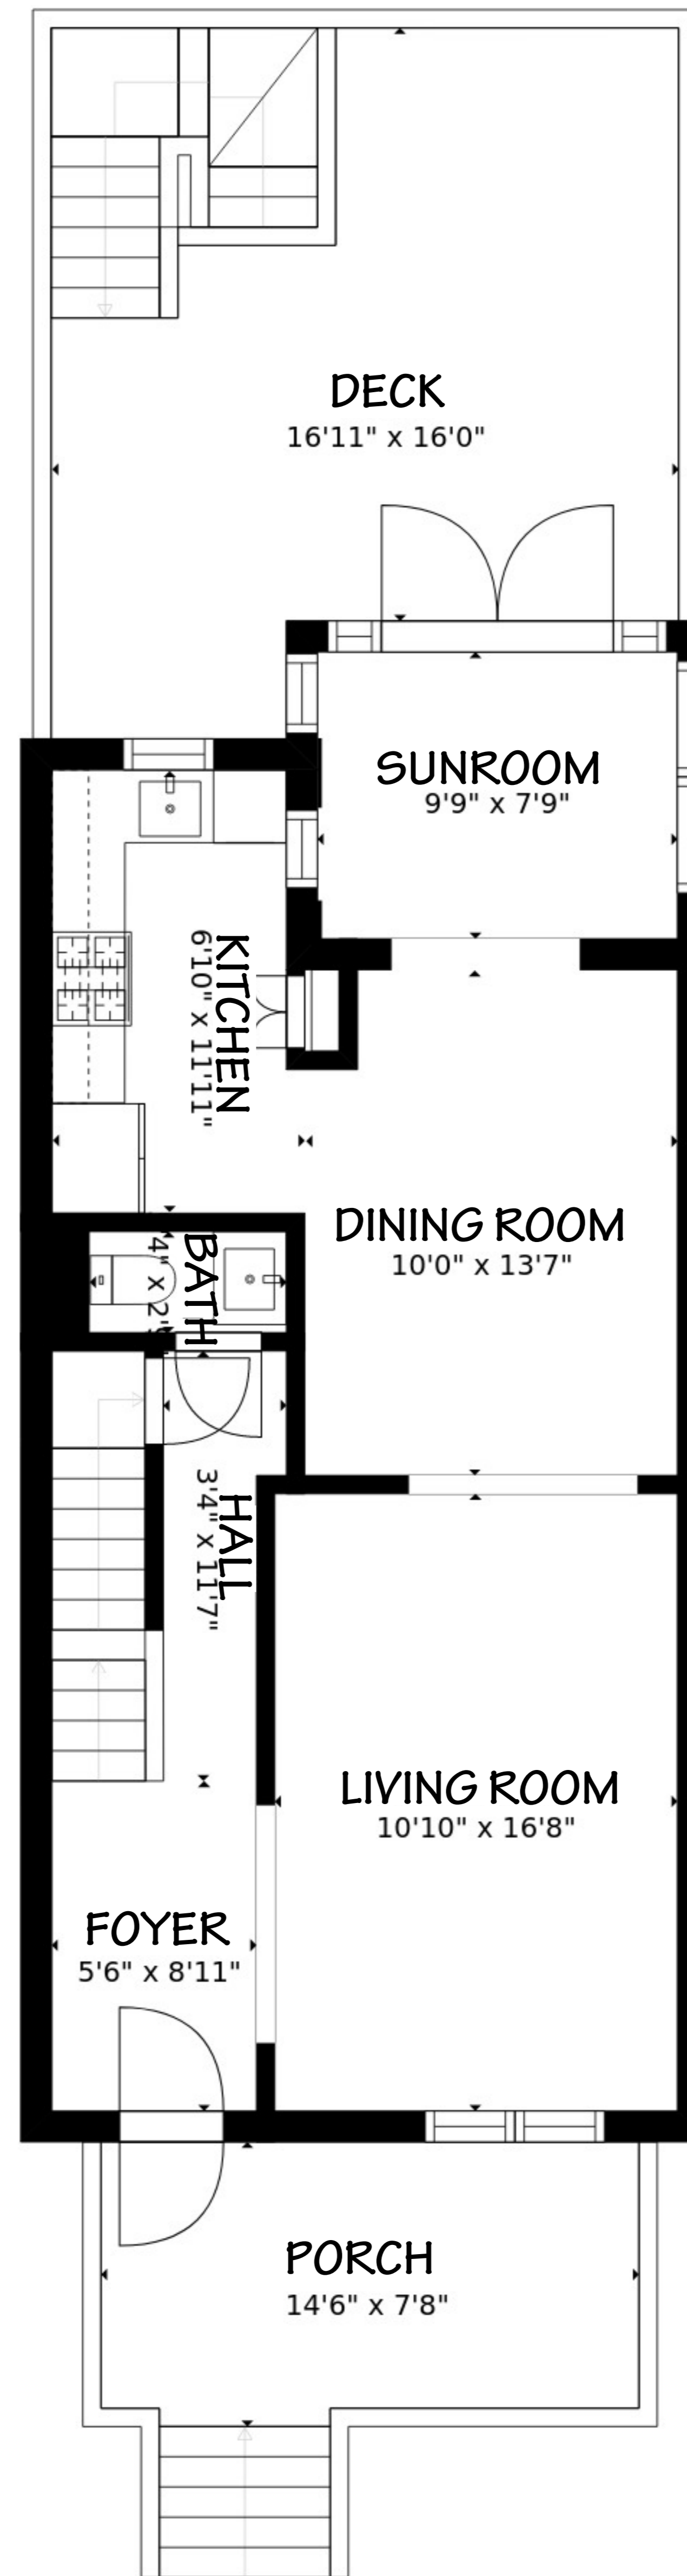 DECK
16'11" x 16'0"
SUNROOM
9'9" x 7'9"
KITCHEN
6'10" x 11'11"
DINING ROOM
10'0" x 13'7"
BATH
HALL
3'4" x 11'7"
LIVING ROOM
10'10" x 16'8"
FOYER
5'6" x 8'11"
PORCH
14'6" x 7'8"